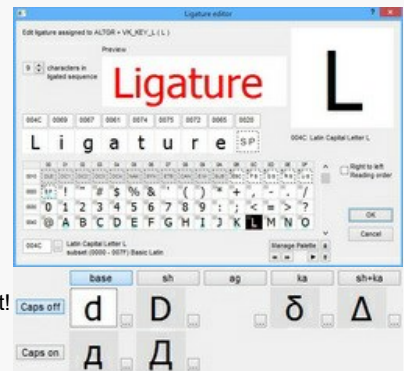 Ligature editor
Edit ligature assigned to ALTGR + VK_KEY_L ( L )
Preview
9 characters in
ligated sequence
Ligature
L
004C 0069 0067 0061 0074 0075 0072 0065 0020
L i g a t u r e SP
004C: Latin Capital Letter L
! " # $ % & ' ( ) * + , - . /
0 1 2 3 4 5 6 7 8 9 : ; < = > ?
@ A B C D E F G H I J K L M N O
Right to left
Reading order
OK
Cancel
004C ... Latin Capital Letter L
subset (0000 - 007F) Basic Latin
Manage Palette
base sh ag ka sh+ka
t! Caps off d D δ Δ
Caps on д Д